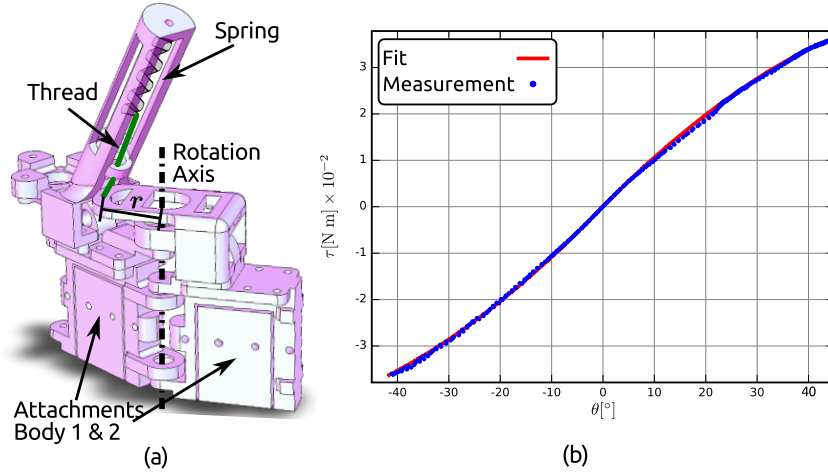 Spring
Thread
Rotation
Axis
r
Attachments
Body 1 & 2
(a)
Fit
Measurement
τ[N m] × 10⁻²
3
2
1
0
-1
-2
-3
-40 -30 -20 -10 0 10 20 30 40
θ[°]
(b)